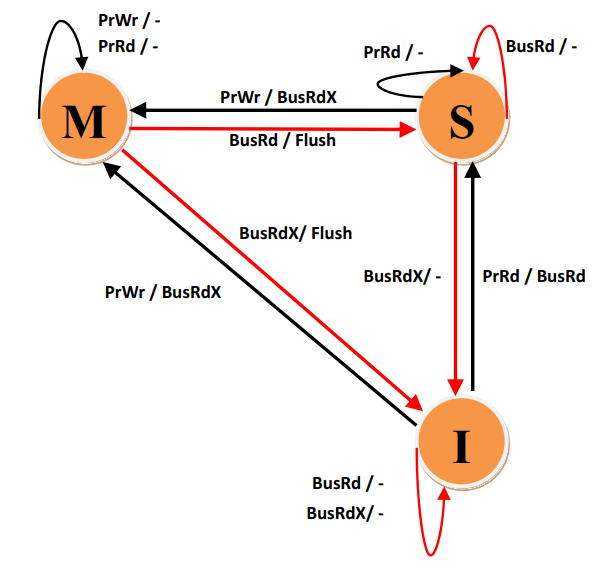 PrWr / -
PrRd / -
PrRd / -
BusRd / -
M
PrWr / BusRdX
S
BusRd / Flush
BusRdX/ Flush
BusRdX/ -
PrRd / BusRd
PrWr / BusRdX
I
BusRd / -
BusRdX/ -